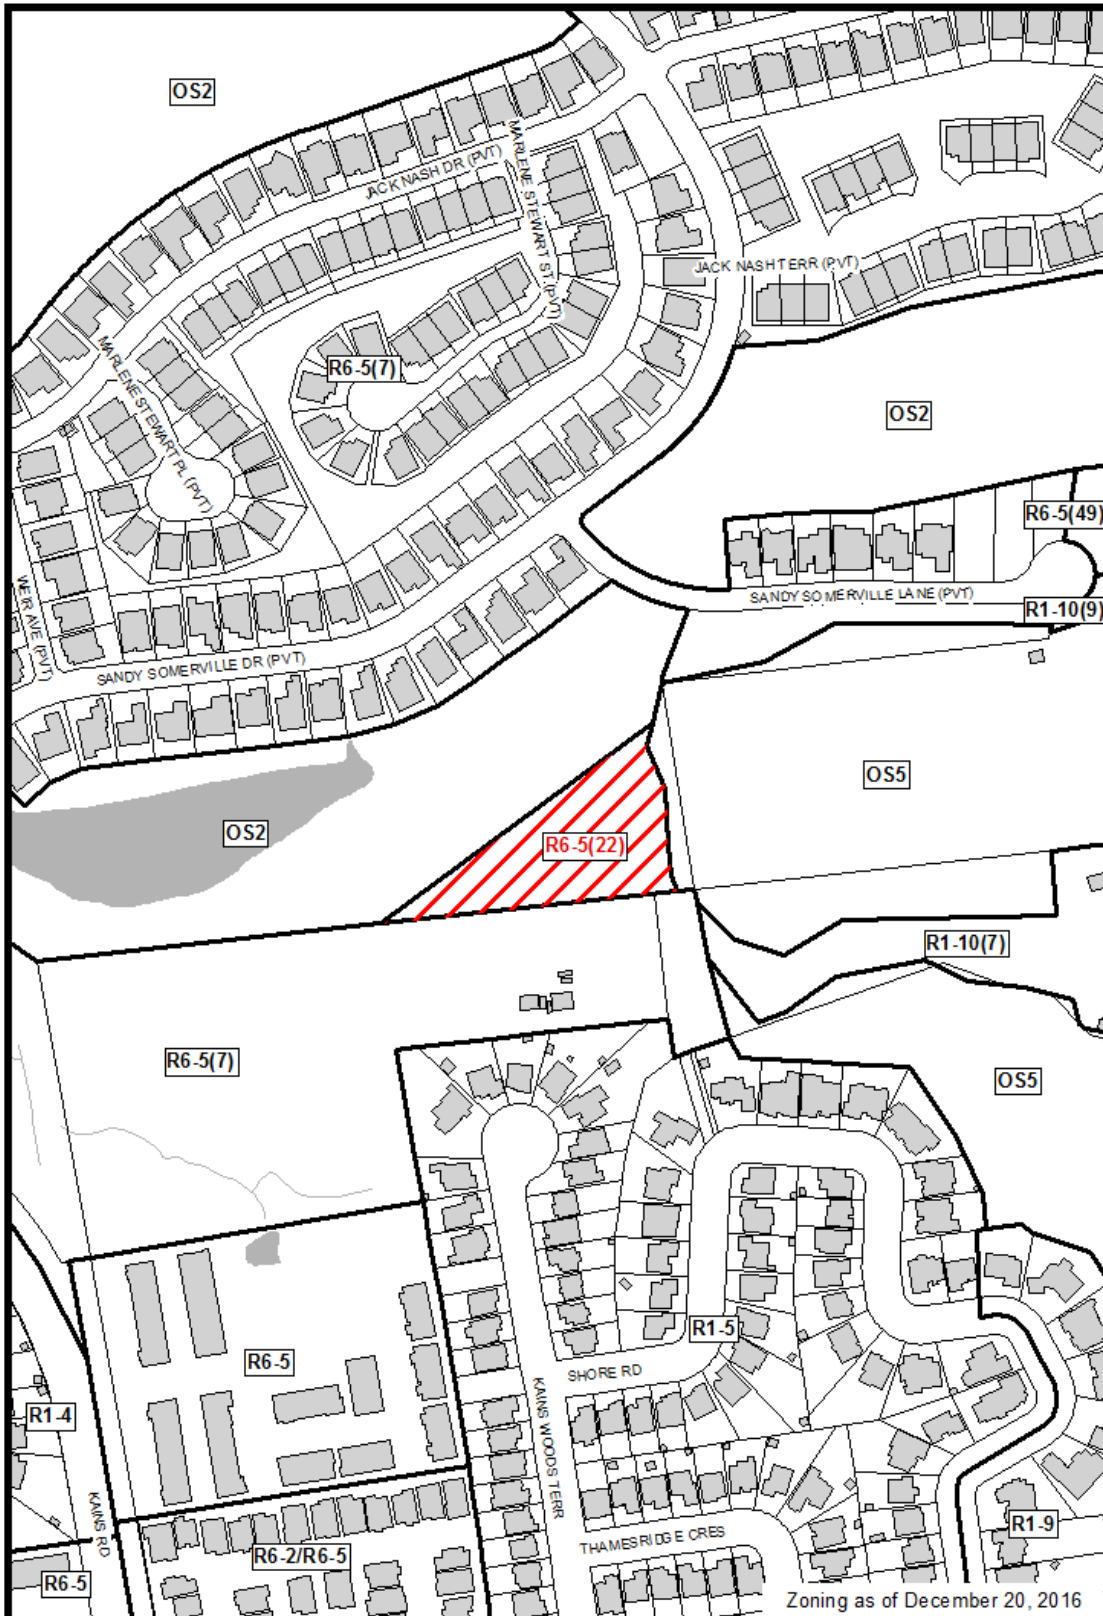 OS2
JACK NASH DR (PVT)
MARLENE STEWART ST (PVT)
JACK NASH TERR (PVT)
MARLENE STEWART PL (PVT)
R6-5(7)
OS2
R6-5(49)
WEIR AVE (PVT)
SANDY SOMERVILLE LANE (PVT)
R1-10(9)
SANDY SOMERVILLE DR (PVT)
OS5
OS2
R6-5(22)
R1-10(7)
R6-5(7)
OS5
R1-5
R6-5
SHORE RD
R1-4
KAINS WOODS TERR
KAINS RD
THAMESRIDGE CRES
R1-9
R6-2/R6-5
R6-5
Zoning as of December 20, 2016